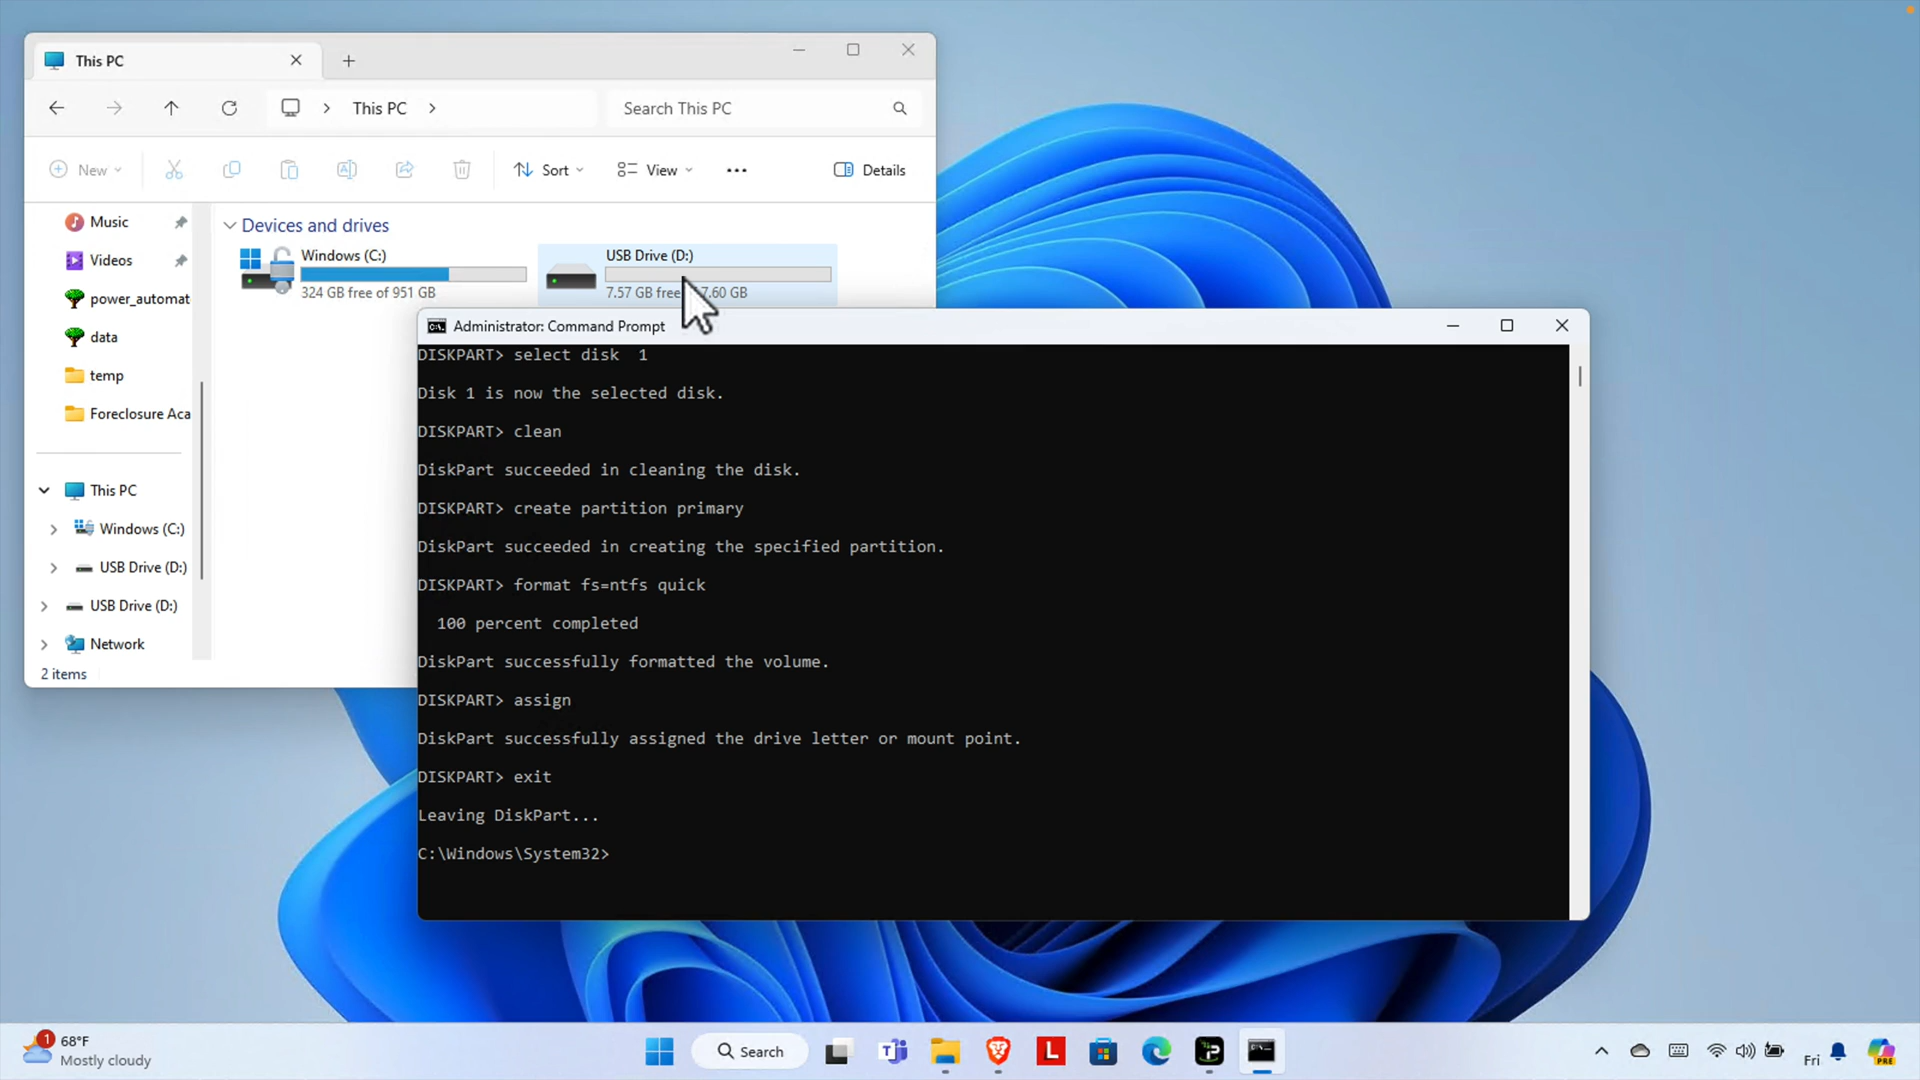 This PC
This PC
Search This PC
New
Sort
View
Details
Music
Videos
power_automat
data
temp
Foreclosure Aca
This PC
Windows (C:)
USB Drive (D:)
USB Drive (D:)
Network
2 items
Devices and drives
Windows (C:)
324 GB free of 951 GB
USB Drive (D:)
7.57 GB free 7.60 GB
Administrator: Command Prompt
DISKPART> select disk  1
Disk 1 is now the selected disk.
DISKPART> clean
DiskPart succeeded in cleaning the disk.
DISKPART> create partition primary
DiskPart succeeded in creating the specified partition.
DISKPART> format fs=ntfs quick
100 percent completed
DiskPart successfully formatted the volume.
DISKPART> assign
DiskPart successfully assigned the drive letter or mount point.
DISKPART> exit
Leaving DiskPart...
C:\Windows\System32>
1
68°F
Mostly cloudy
Search
L
Fri
PRE